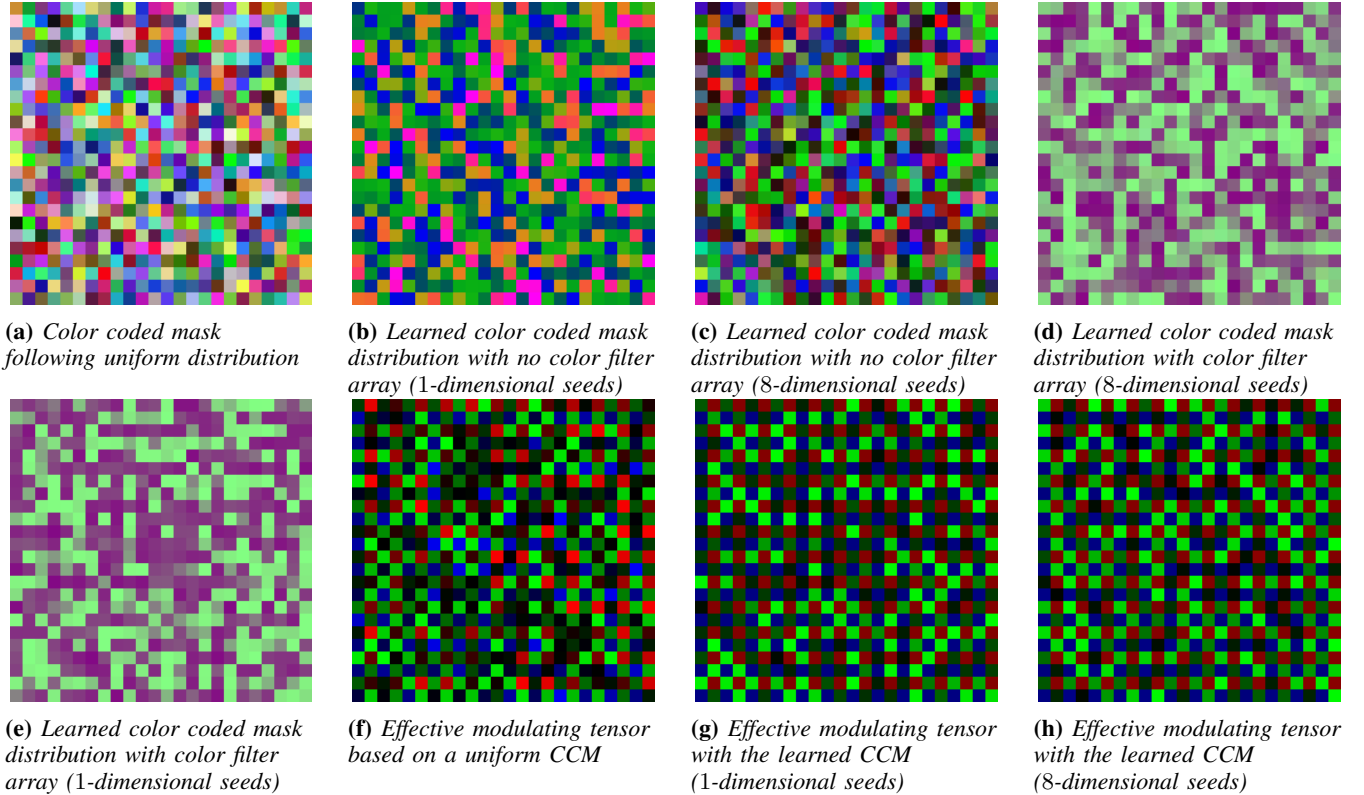 (a) Color coded mask
following uniform distribution
(b) Learned color coded mask
distribution with no color filter
array (1-dimensional seeds)
(c) Learned color coded mask
distribution with no color filter
array (8-dimensional seeds)
(d) Learned color coded mask
distribution with color filter
array (8-dimensional seeds)
(e) Learned color coded mask
distribution with color filter
array (1-dimensional seeds)
(f) Effective modulating tensor
based on a uniform CCM
(g) Effective modulating tensor
with the learned CCM
(1-dimensional seeds)
(h) Effective modulating tensor
with the learned CCM
(8-dimensional seeds)